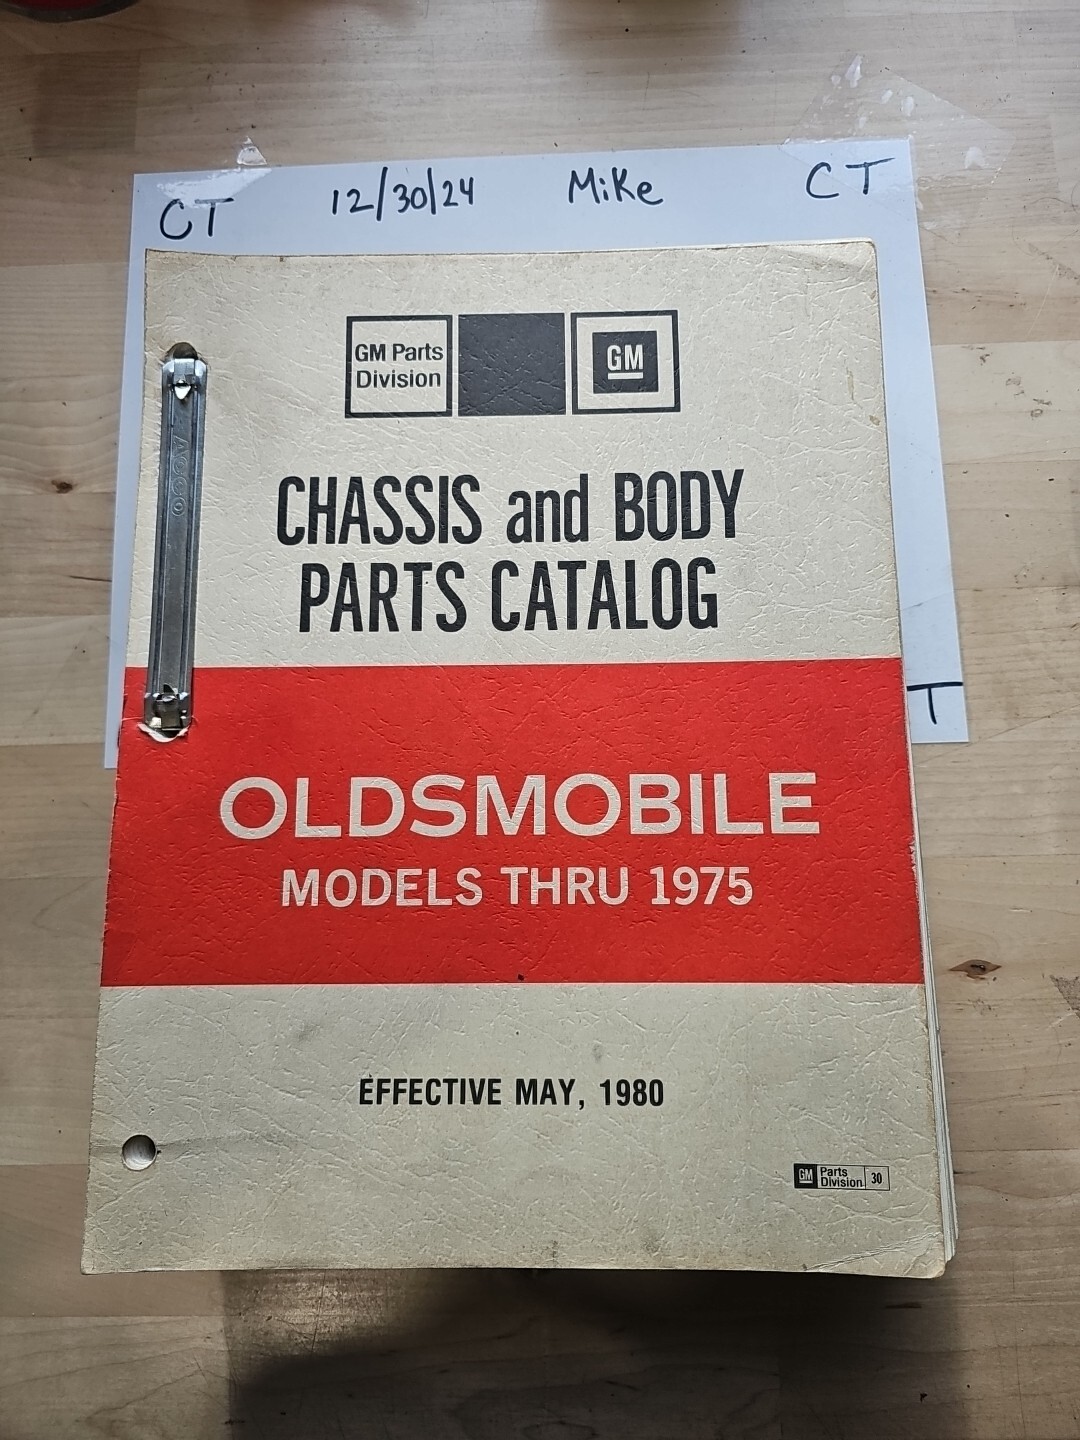 CT 12/30/24 Mike CT
GM Parts
Division
GM
ACCO
CHASSIS and BODY
PARTS CATALOG
T
OLDSMOBILE
MODELS THRU 1975
EFFECTIVE MAY, 1980
GM Parts
Division 30